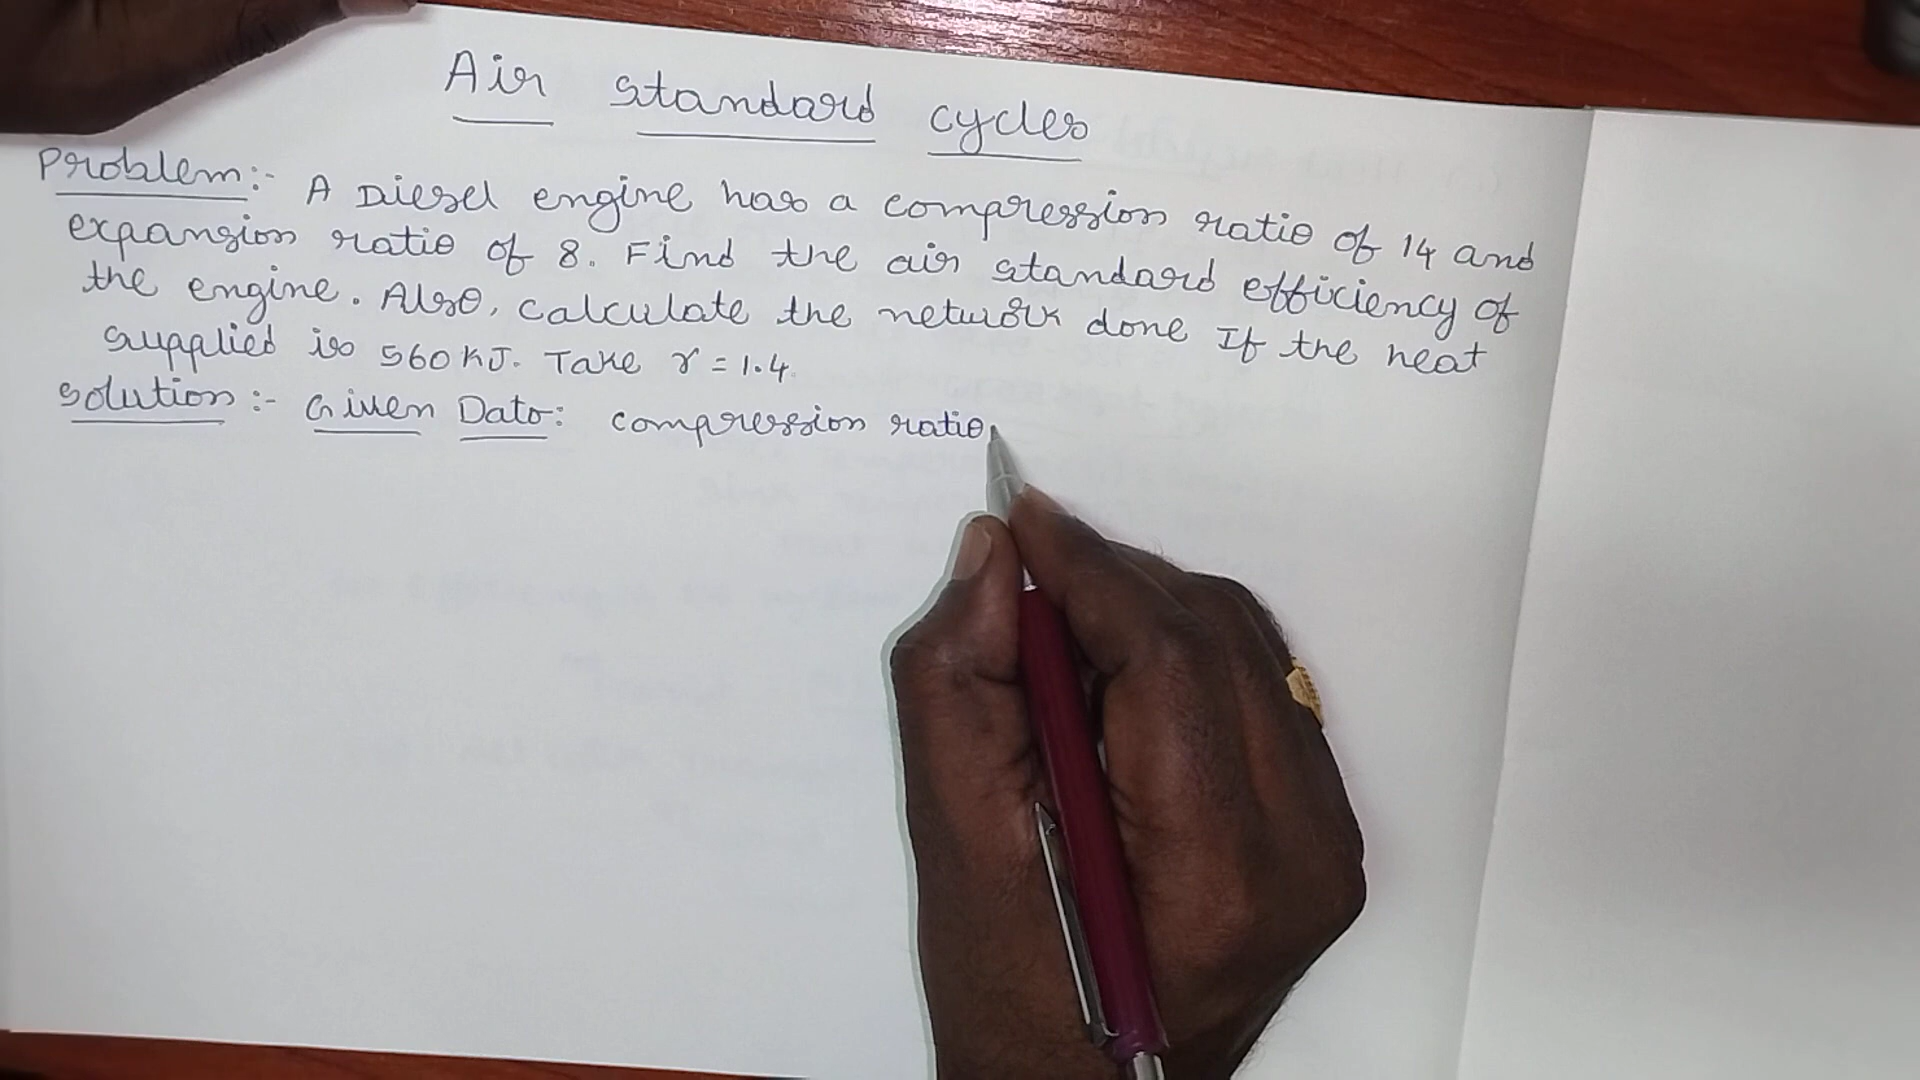 Air standard cycles
Problem:- A Diesel engine has a compression ratio of 14 and
expansion ratio of 8. Find the air standard efficiency of
the engine. Also, calculate the network done If the heat
supplied is 560 KJ. Take γ = 1.4.
Solution:- Given Data: compression ratio